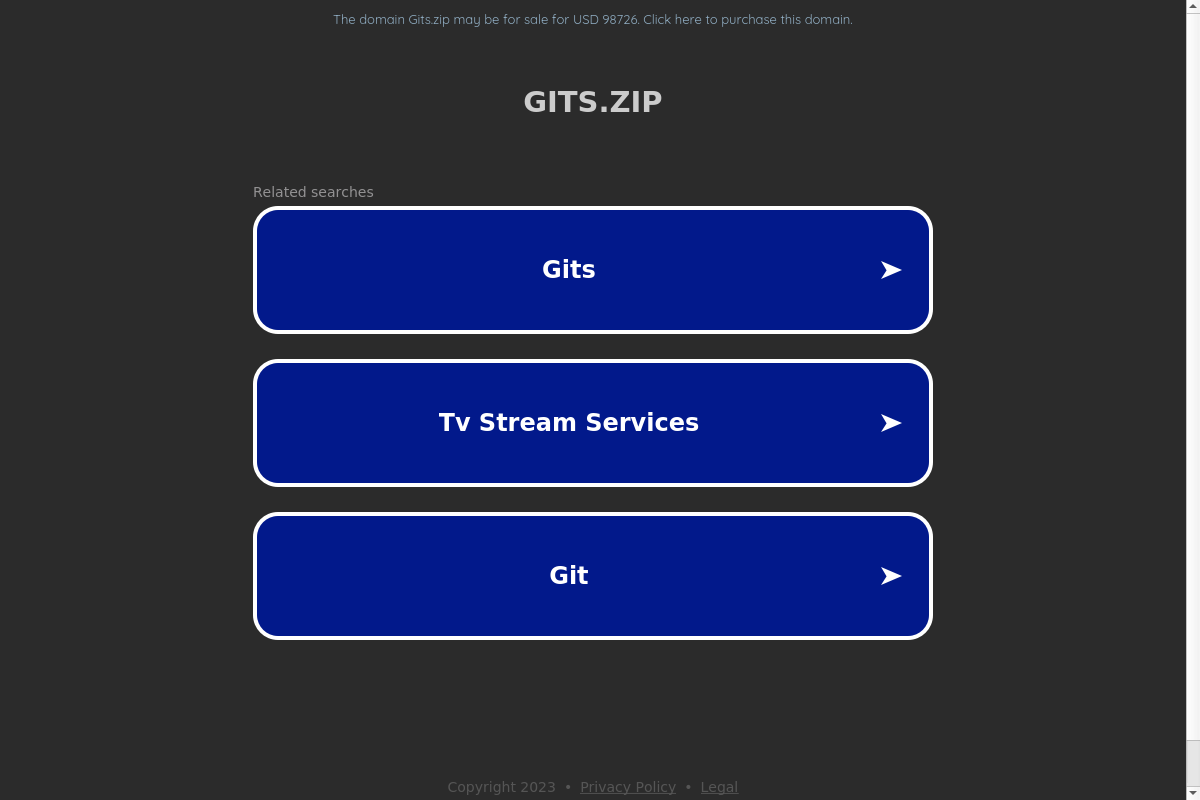 The domain Gits.zip may be for sale for USD 98726. Click here to purchase this domain.
GITS.ZIP
Related searches
Gits
Tv Stream Services
Git
Copyright 2023 • Privacy Policy • Legal